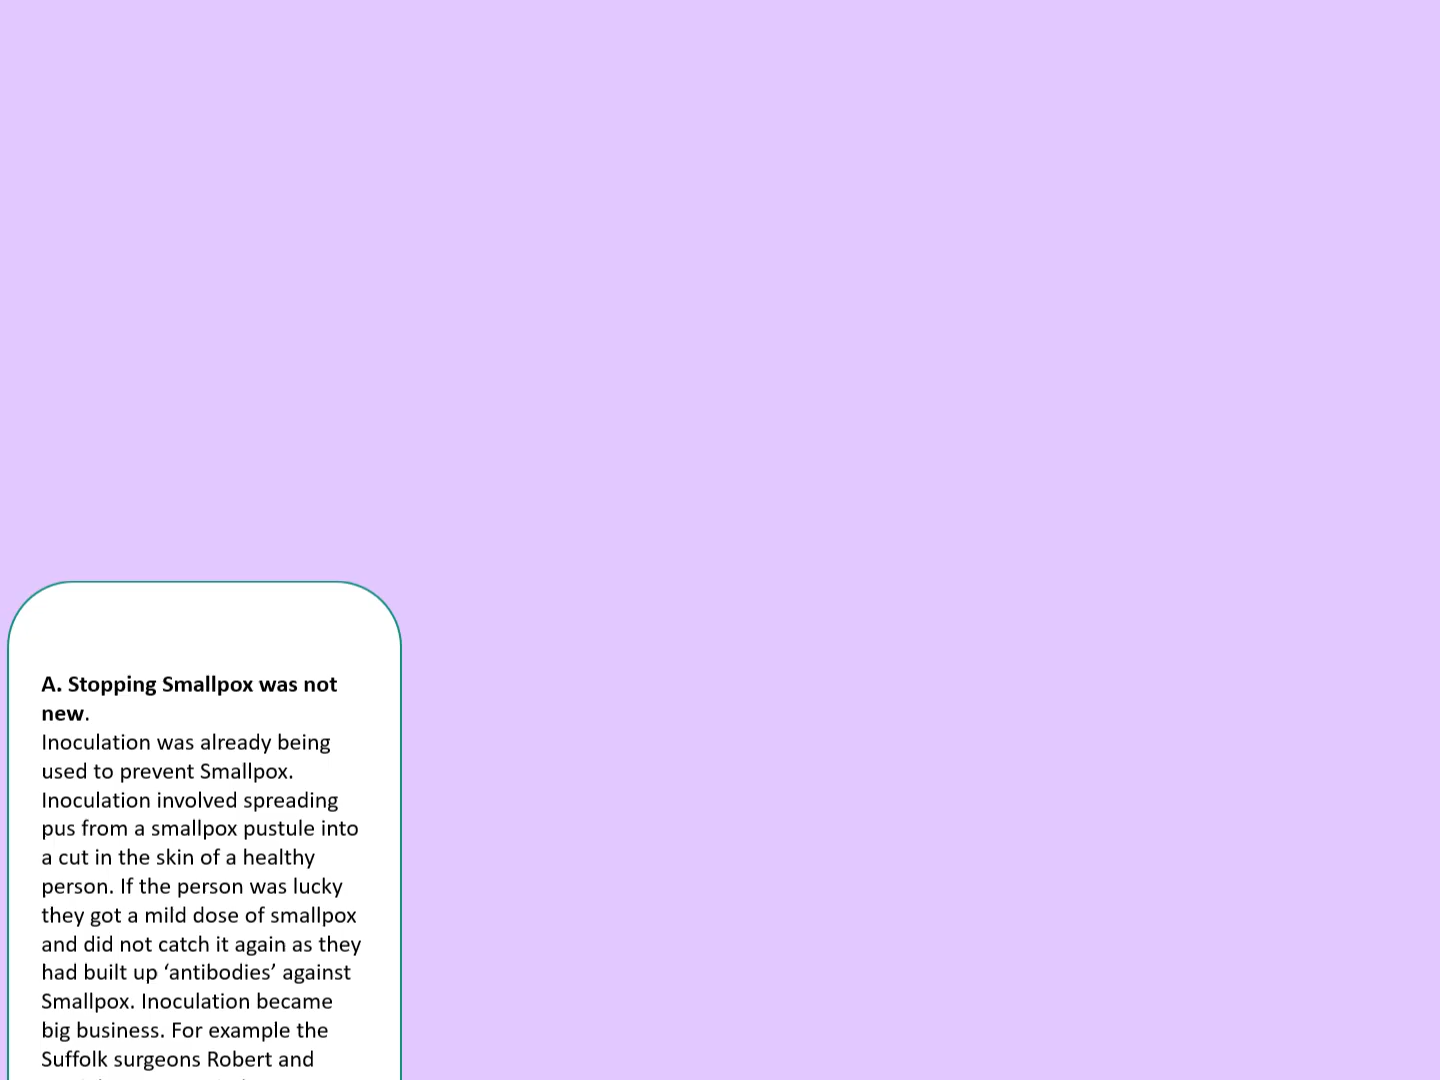 A. Stopping Smallpox was not
new.
Inoculation was already being
used to prevent Smallpox.
Inoculation involved spreading
pus from a smallpox pustule into
a cut in the skin of a healthy
person. If the person was lucky
they got a mild dose of smallpox
and did not catch it again as they
had built up ‘antibodies’ against
Smallpox. Inoculation became
big business. For example the
Suffolk surgeons Robert and